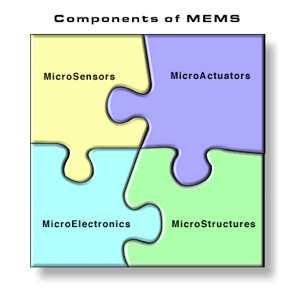 Components of MEMS
MicroSensors
MicroActuators
MicroElectronics
MicroStructures